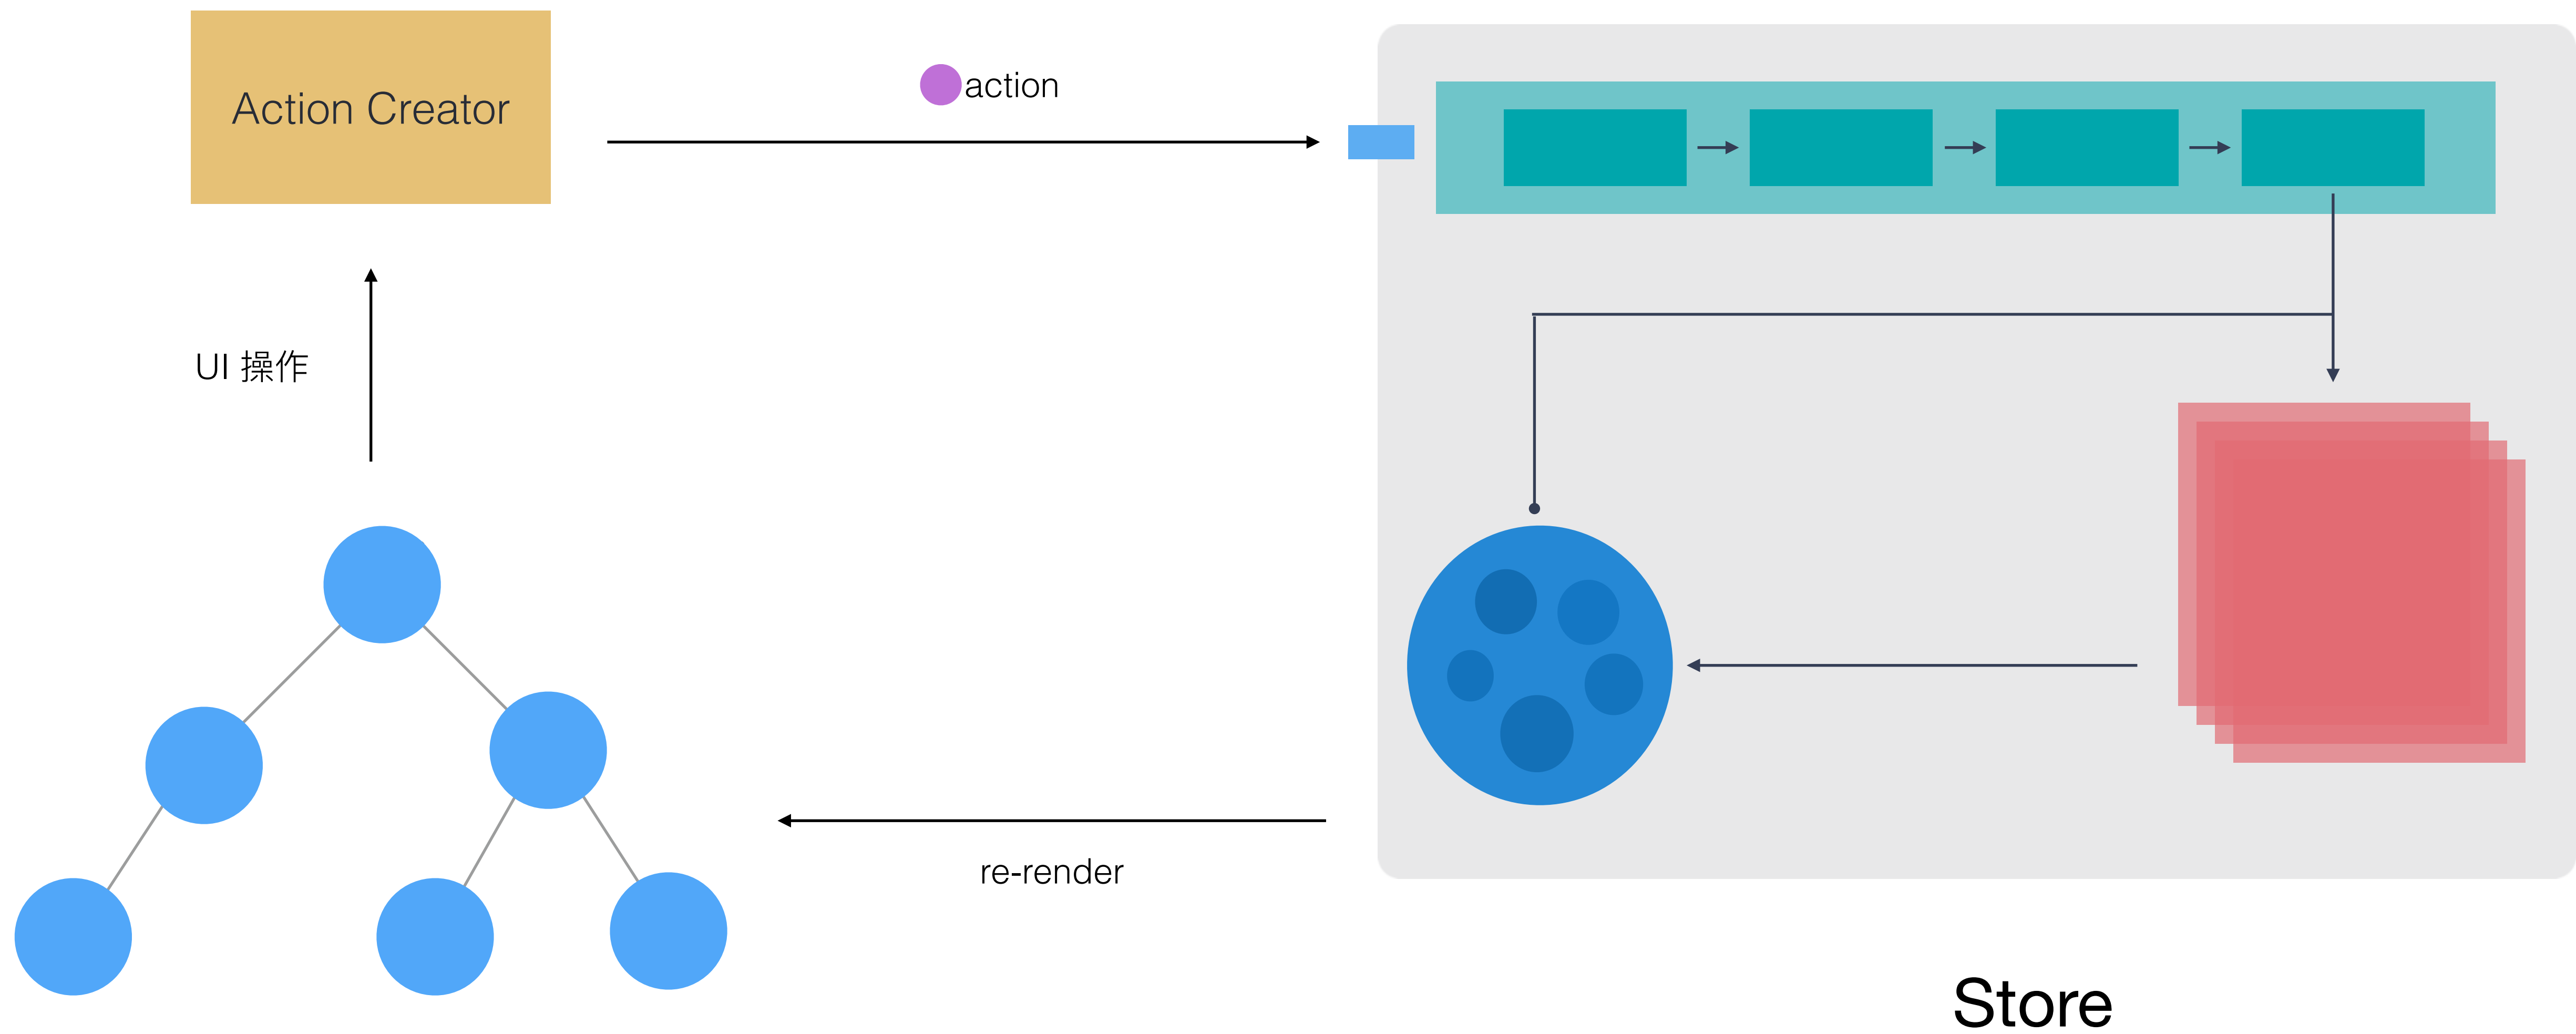 Action Creator
action
UI 操作
re-render
Store